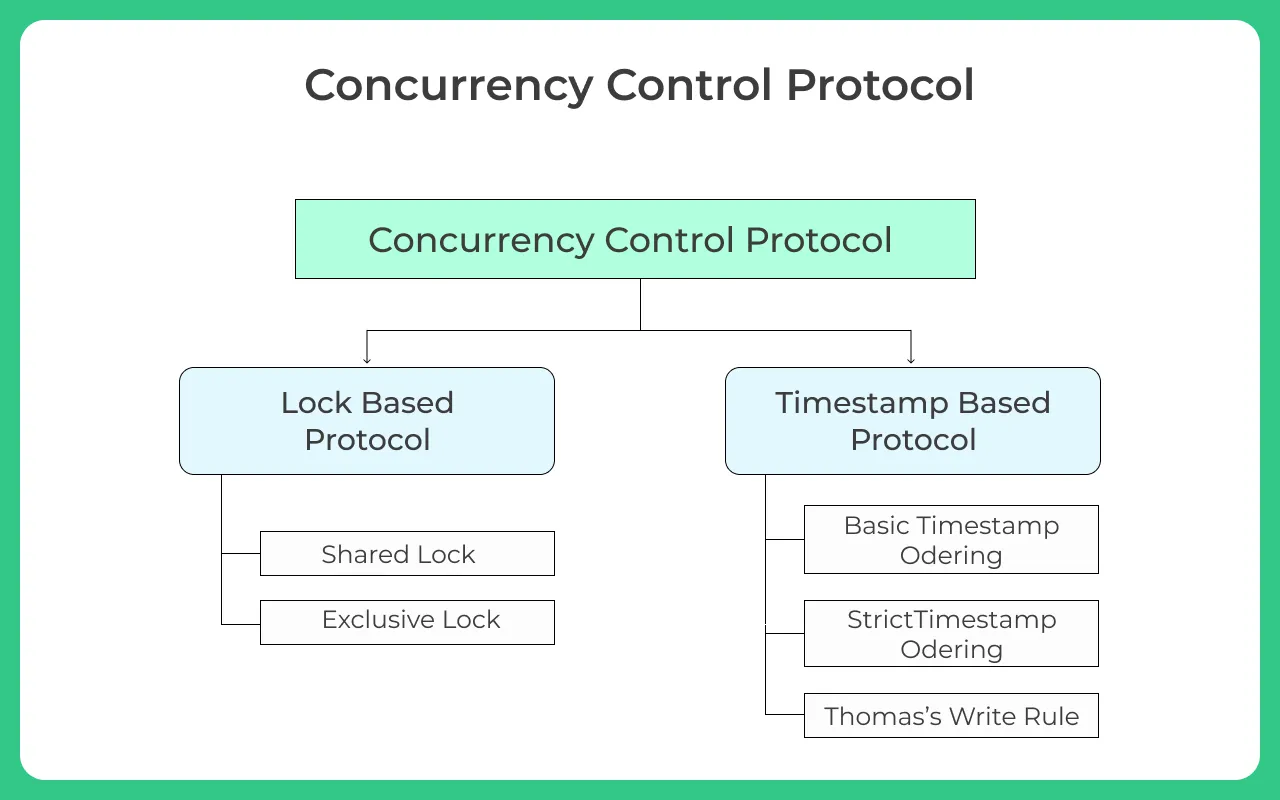 Concurrency Control Protocol
Concurrency Control Protocol
Lock Based
Protocol
Shared Lock
Exclusive Lock
Timestamp Based
Protocol
Basic Timestamp
Odering
StrictTimestamp
Odering
Thomas’s Write Rule